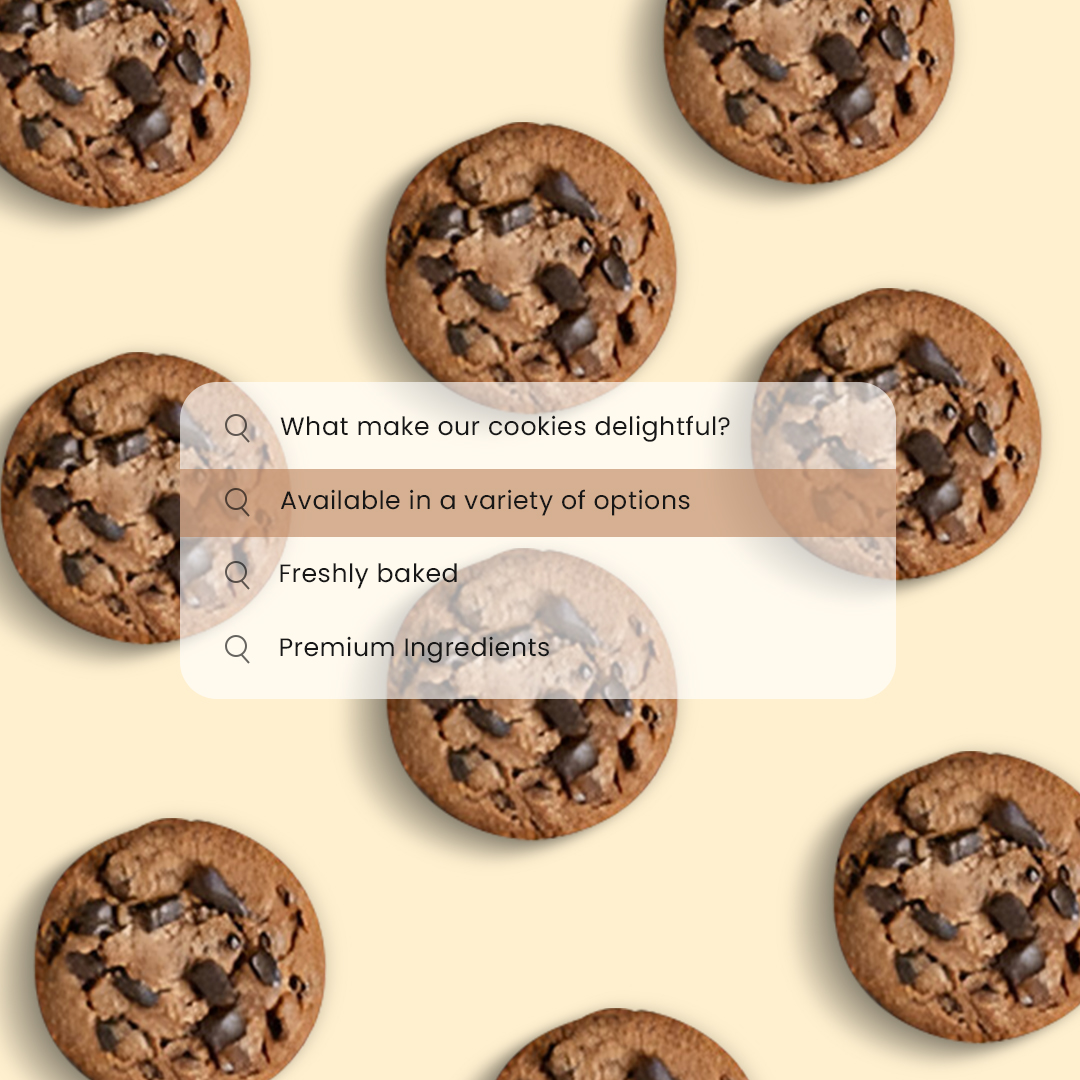 What make our cookies delightful?
Available in a variety of options
Freshly baked
Premium Ingredients